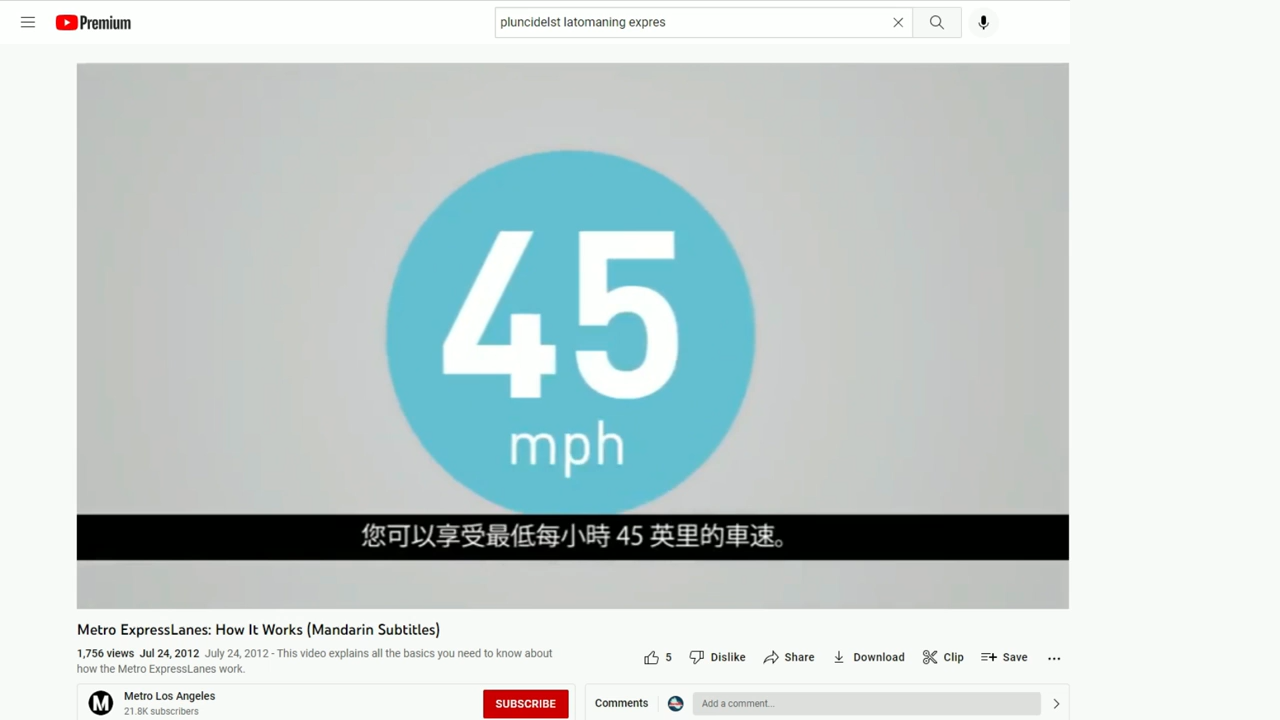 Premium
pluncidelst latomaning expres
45
mph
您可以享受最低每小時 45 英里的車速。
Metro ExpressLanes: How It Works (Mandarin Subtitles)
1,756 views Jul 24, 2012 July 24, 2012 - This video explains all the basics you need to know about
how the Metro ExpressLanes work.
5 Dislike Share Download Clip Save
M
Metro Los Angeles
21.8K subscribers
SUBSCRIBE
Comments
Add a comment...